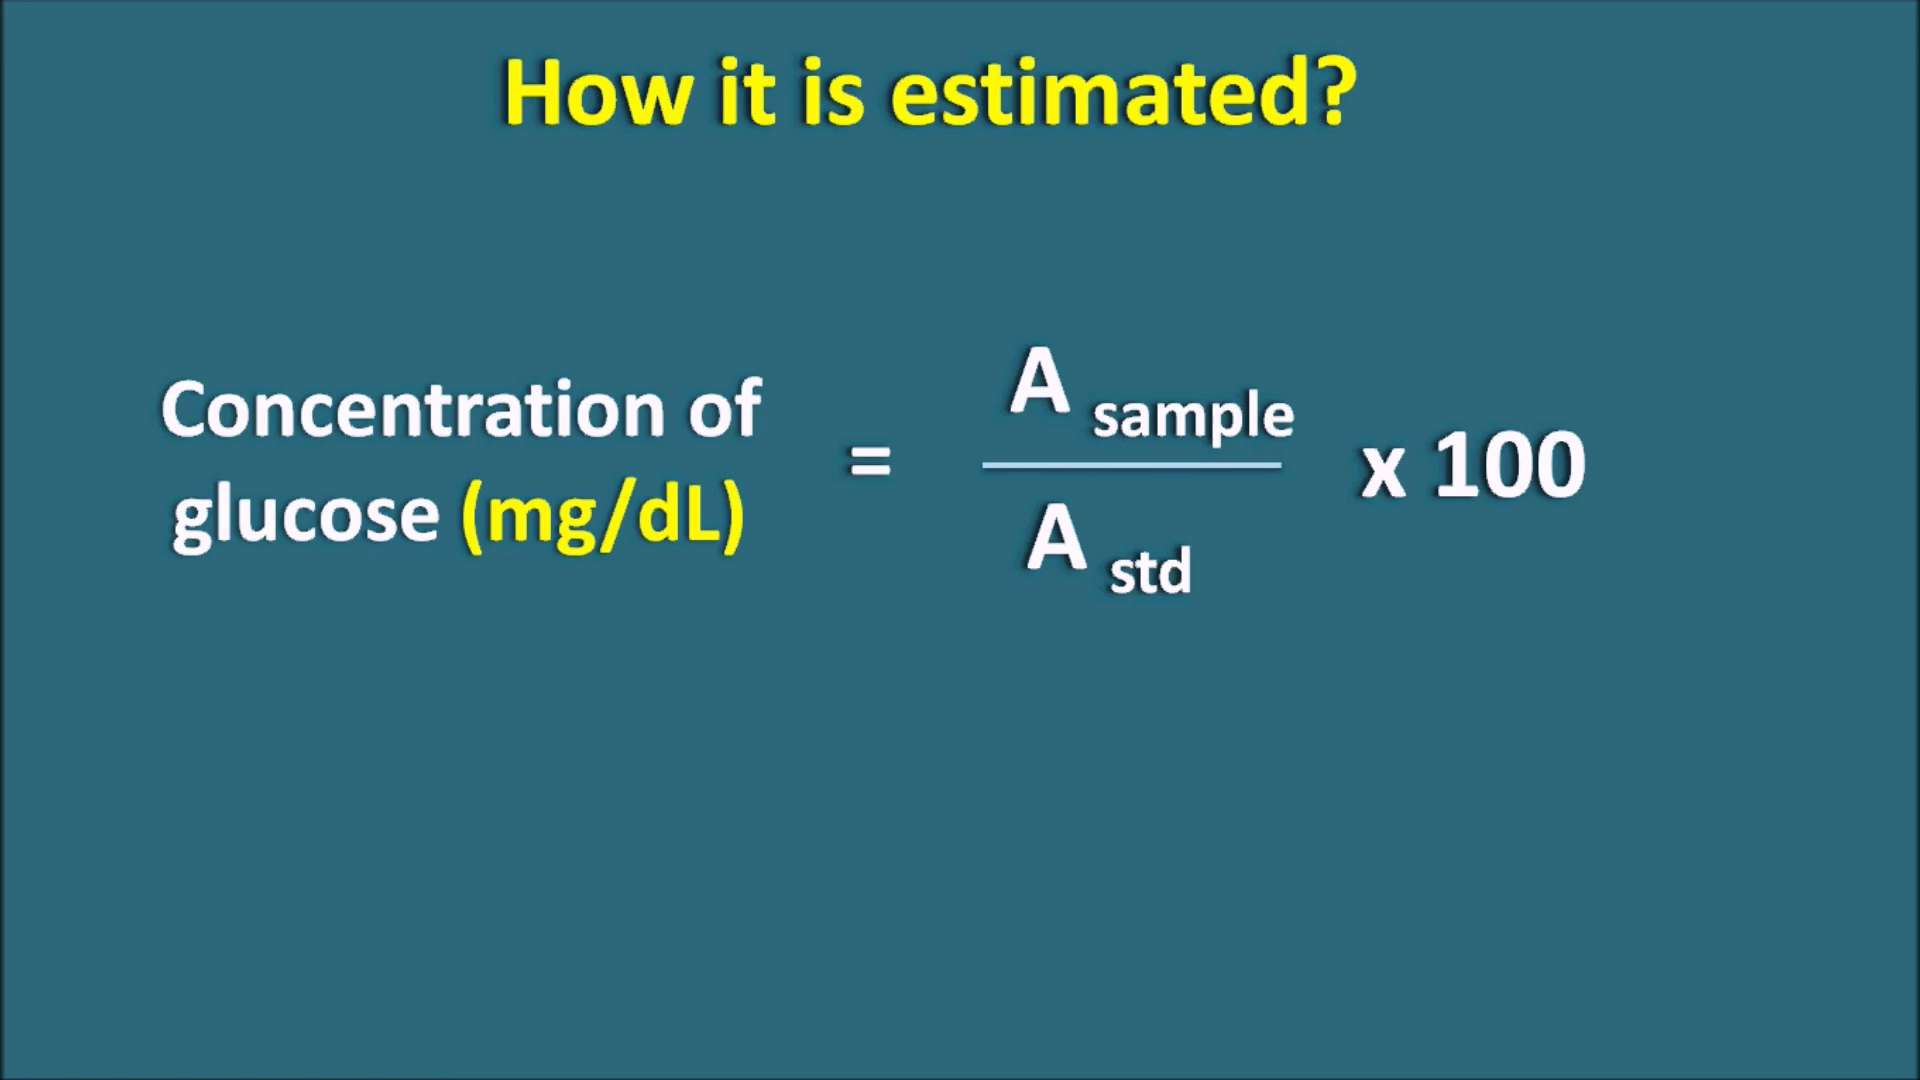 How it is estimated?
Concentration of
glucose (mg/dL)
=
A sample
A std
x 100